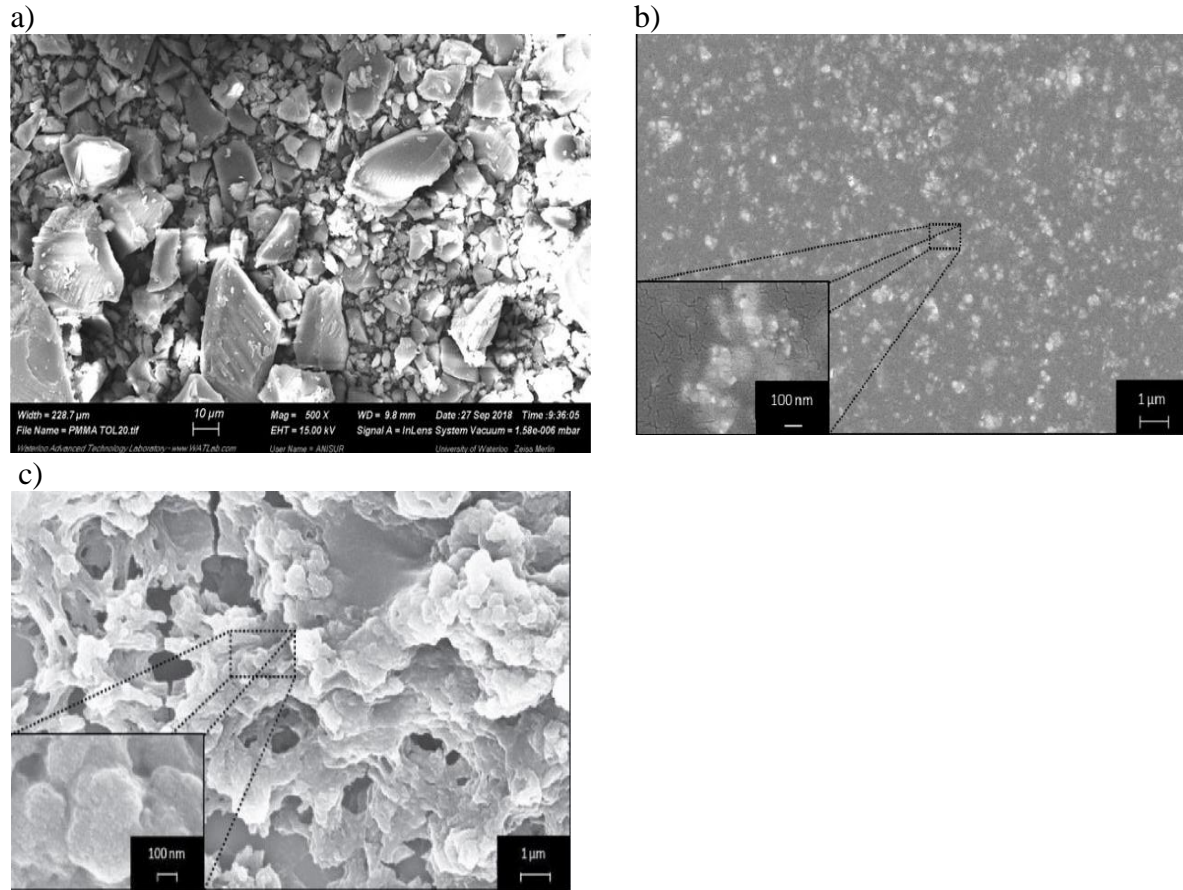 a)
b)
Width = 228.7 µm
10 µm
Mag = 500 X
WD = 9.8 mm
Date :27 Sep 2018
Time :9:36:05
File Name = PMMA TOL20.tif
EHT = 15.00 kV
Signal A = InLens
System Vacuum = 1.58e-006 mbar
Waterloo Advanced Technology Laboratory - www.WATLab.com
User Name = ANISUR
University of Waterloo
Zeiss Merlin
100 nm
1 µm
c)
100 nm
1 µm